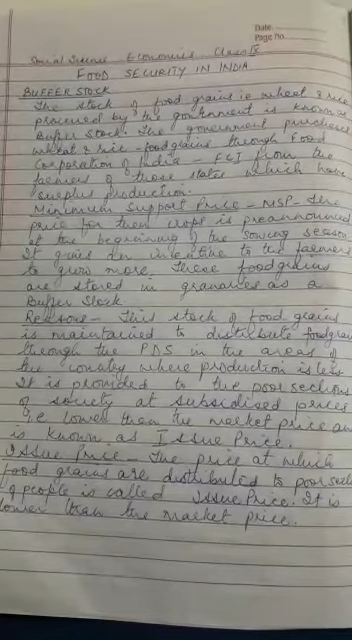 Date
Page No.
Social Science Economics Class IX
FOOD SECURITY IN INDIA
BUFFER STOCK
The stock of food grains ie wheat & rice
procured by the government is known as
Buffer Stock. The government purchases
wheat & rice - foodgrains through Food
Corporation of India - FCI from the
farmers of those states which have
surplus production.
Minimum Support Price - MSP - The
price for their crops is preannounced
at the beginning of the sowing season
It gives an incentive to the farmers
to grow more. These foodgrains
are stored in granaries as a
Buffer Stock.
Reasons - This stock of food grains
is maintained to distribute foodgrains
through the PDS in the areas of
the country where production is less
It is provided to the poor sections
of society at subsidised prices
i.e lower than the market price an
is known as Issue Price.
Issue Price - The price at which
food grains are distributed to poor secti
of people is called Issue Price. It is
lower than the market price.